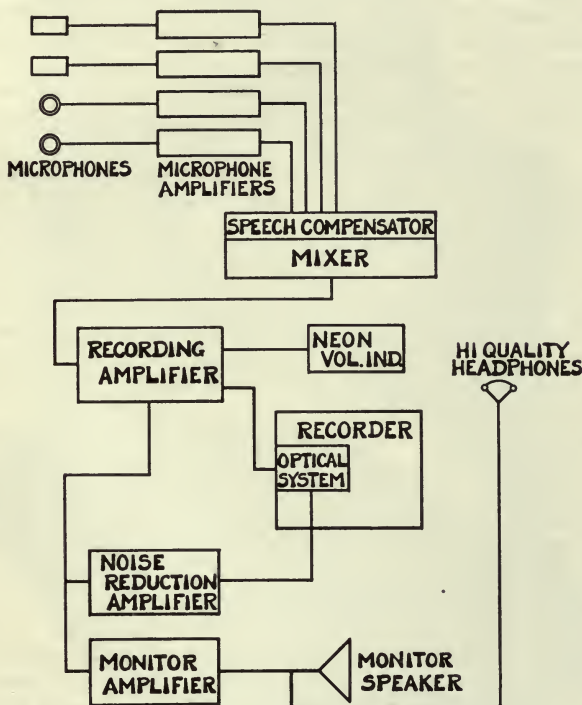 MICROPHONES
MICROPHONE
AMPLIFIERS
SPEECH COMPENSATOR
MIXER
RECORDING
AMPLIFIER
NEON
VOL. IND.
HI QUALITY
HEADPHONES
RECORDER
OPTICAL
SYSTEM
NOISE
REDUCTION
AMPLIFIER
MONITOR
AMPLIFIER
MONITOR
SPEAKER